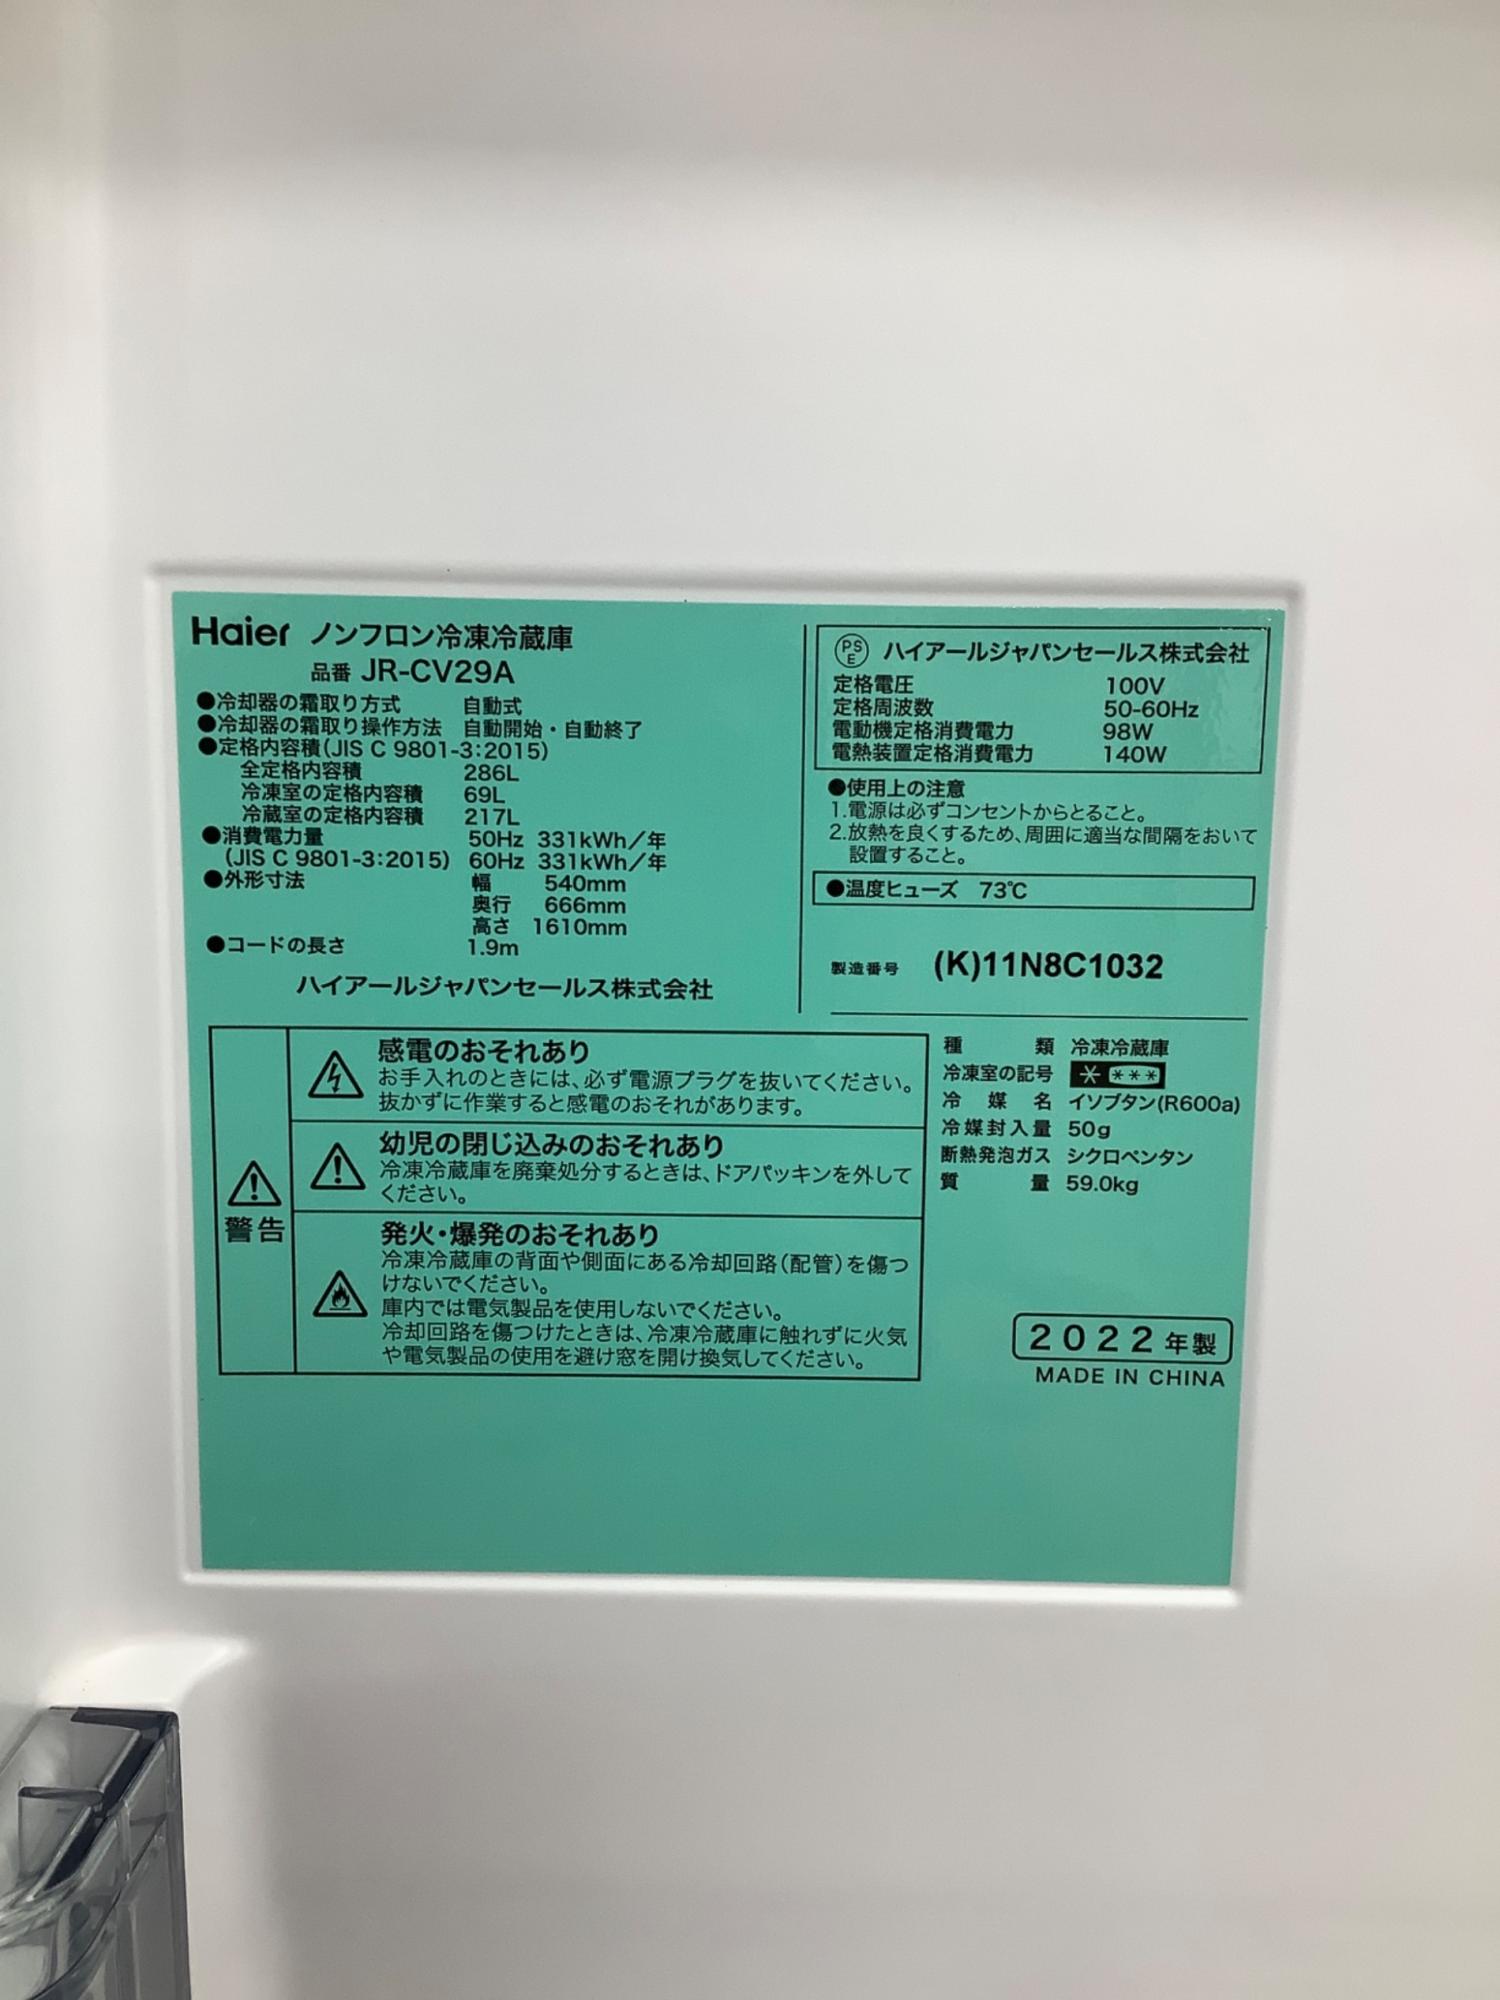 Haier ノンフロン冷凍冷蔵庫
品番 JR-CV29A
●冷却器の霜取り方式 自動式
●冷却器の霜取り操作方法 自動開始・自動終了
●定格内容積(JIS C 9801-3:2015)
全定格内容積 286L
冷凍室の定格内容積 69L
冷蔵室の定格内容積 217L
●消費電力量 50Hz 331kWh/年
(JIS C 9801-3:2015) 60Hz 331kWh/年
●外形寸法 幅 540mm
奥行 666mm
高さ 1610mm
●コードの長さ 1.9m
ハイアールジャパンセールス株式会社
PS E ハイアールジャパンセールス株式会社
定格電圧 100V
定格周波数 50-60Hz
電動機定格消費電力 98W
電熱装置定格消費電力 140W
●使用上の注意
1.電源は必ずコンセントからとること。
2.放熱を良くするため、周囲に適当な間隔をおいて
設置すること。
●温度ヒューズ 73℃
製造番号 (K)11N8C1032
警告
感電のおそれあり
お手入れのときには、必ず電源プラグを抜いてください。
抜かずに作業すると感電のおそれがあります。
幼児の閉じ込みのおそれあり
冷凍冷蔵庫を廃棄処分するときは、ドアパッキンを外して
ください。
発火・爆発のおそれあり
冷凍冷蔵庫の背面や側面にある冷却回路(配管)を傷つ
けないでください。
庫内では電気製品を使用しないでください。
冷却回路を傷つけたときは、冷凍冷蔵庫に触れずに火気
や電気製品の使用を避け窓を開け換気してください。
種類 冷凍冷蔵庫
冷凍室の記号 * ***
冷媒名 イソブタン(R600a)
冷媒封入量 50g
断熱発泡ガス シクロペンタン
質量 59.0kg
2022年製
MADE IN CHINA